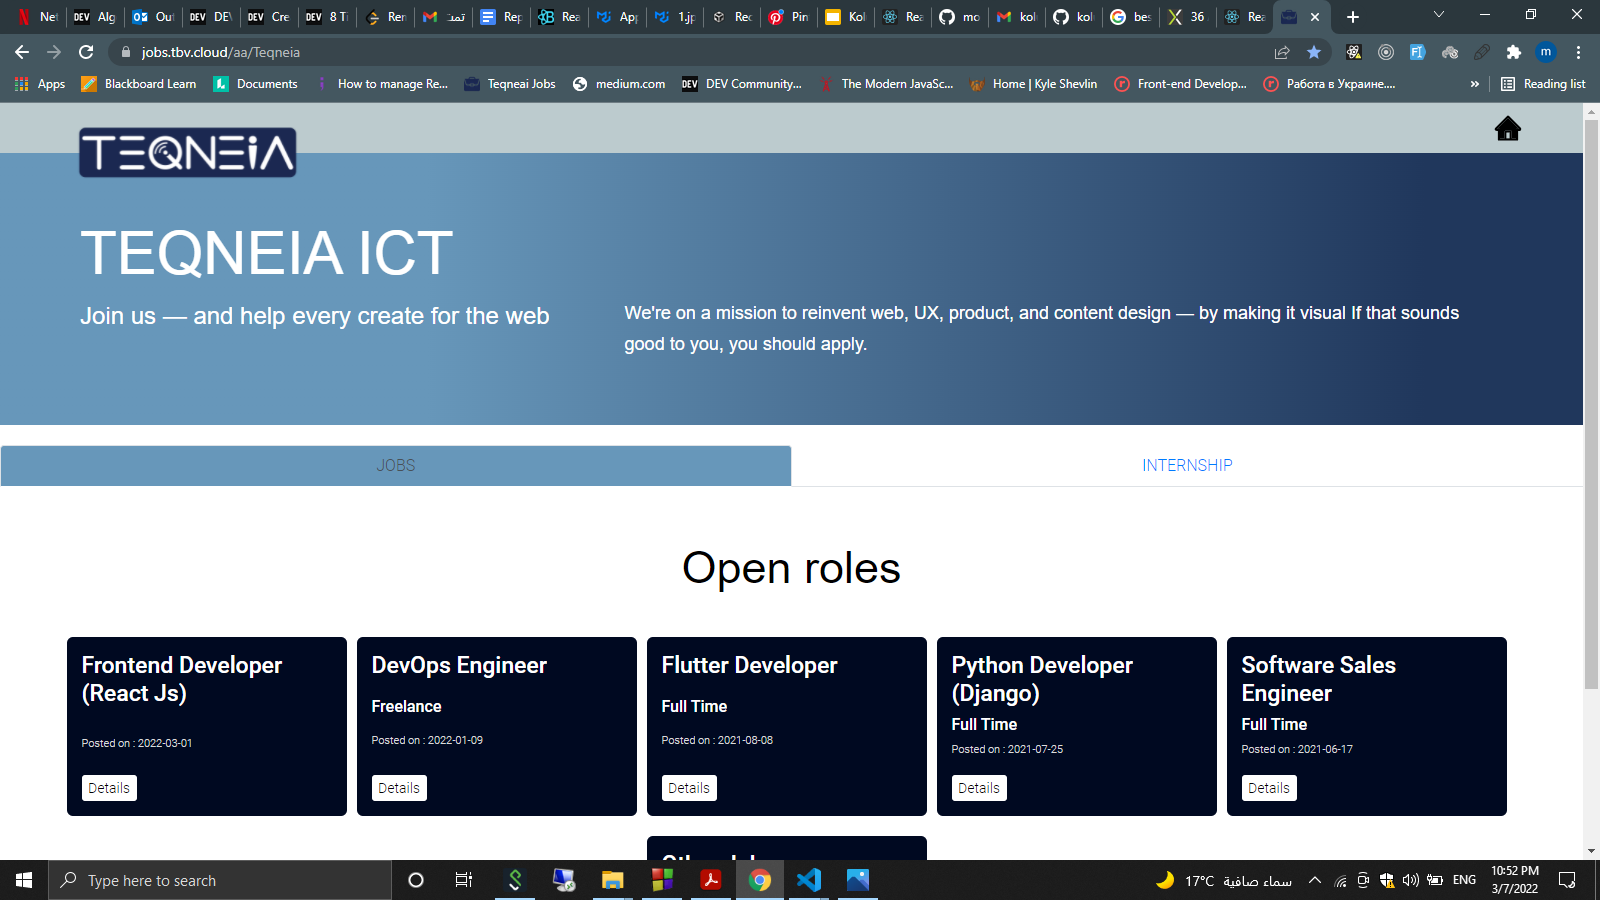 Net
Alg
Out
DEV
Cre
8 Ti
Ren
تمت
Rep
Rea
App
1.jp
Rec
Pin
Kol
Rea
mo
kol
kol
bes
36
Rea
jobs.tbv.cloud/aa/Teqneia
m
Apps
Blackboard Learn
Documents
How to manage Re...
Teqneai Jobs
medium.com
DEV Community...
The Modern JavaSc...
Home | Kyle Shevlin
Front-end Develop...
Работа в Украине....
»
Reading list
TEQNEIA
TEQNEIA ICT
Join us — and help every create for the web
We're on a mission to reinvent web, UX, product, and content design — by making it visual If that sounds
good to you, you should apply.
JOBS
INTERNSHIP
Open roles
Frontend Developer
(React Js)
Posted on : 2022-03-01
Details
DevOps Engineer
Freelance
Posted on : 2022-01-09
Details
Flutter Developer
Full Time
Posted on : 2021-08-08
Details
Python Developer
(Django)
Full Time
Posted on : 2021-07-25
Details
Software Sales
Engineer
Full Time
Posted on : 2021-06-17
Details
Type here to search
17°C سماء صافية
ENG
10:52 PM
3/7/2022